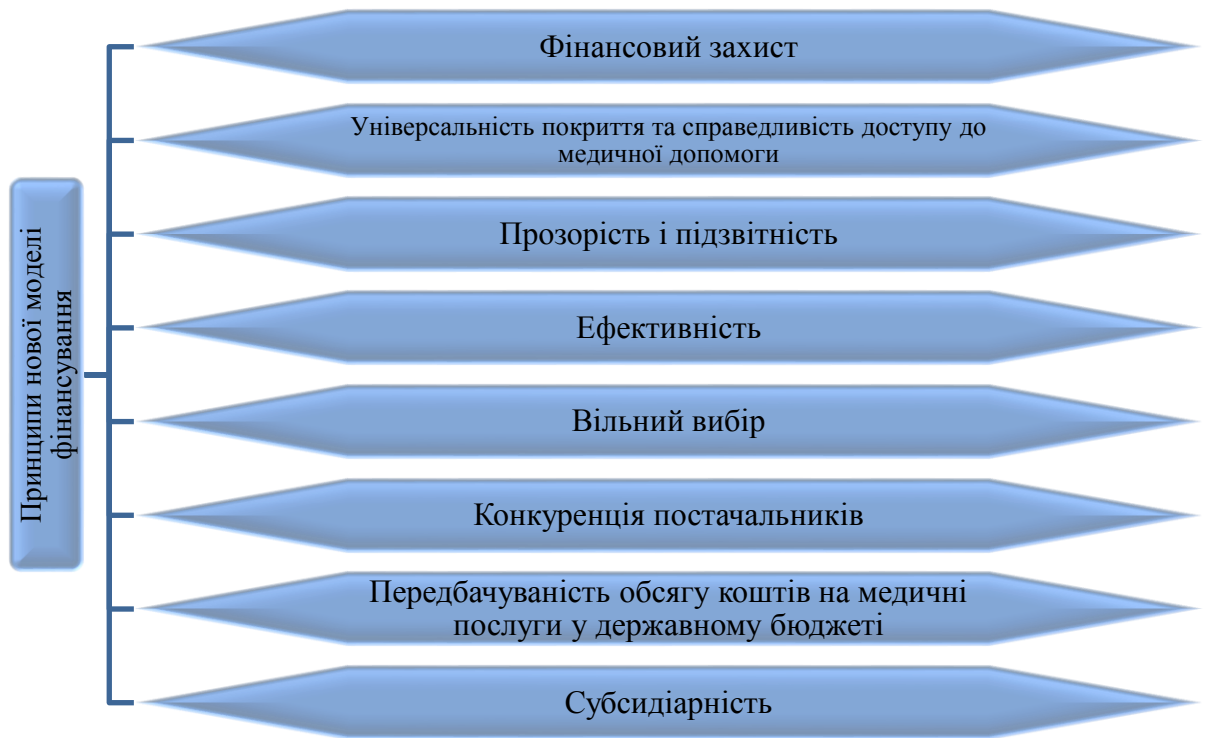 Принципи нової моделі
фінансування
Фінансовий захист
Універсальність покриття та справедливість доступу до
медичної допомоги
Прозорість і підзвітність
Ефективність
Вільний вибір
Конкуренція постачальників
Передбачуваність обсягу коштів на медичні
послуги у державному бюджеті
Субсидіарність